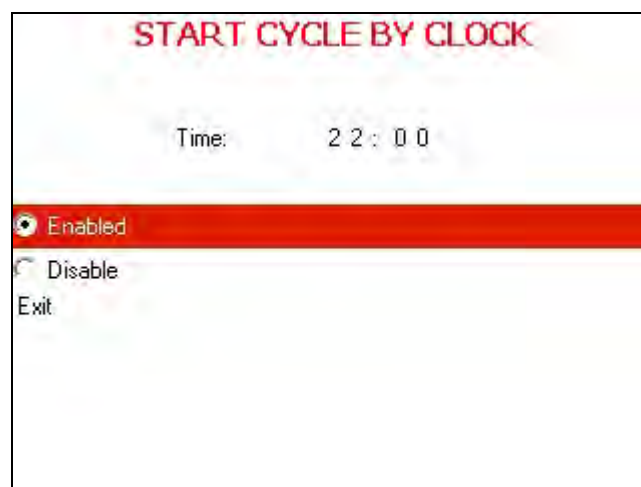 START CYCLE BY CLOCK
Time: 22:00
Enabled
Disable
Exit